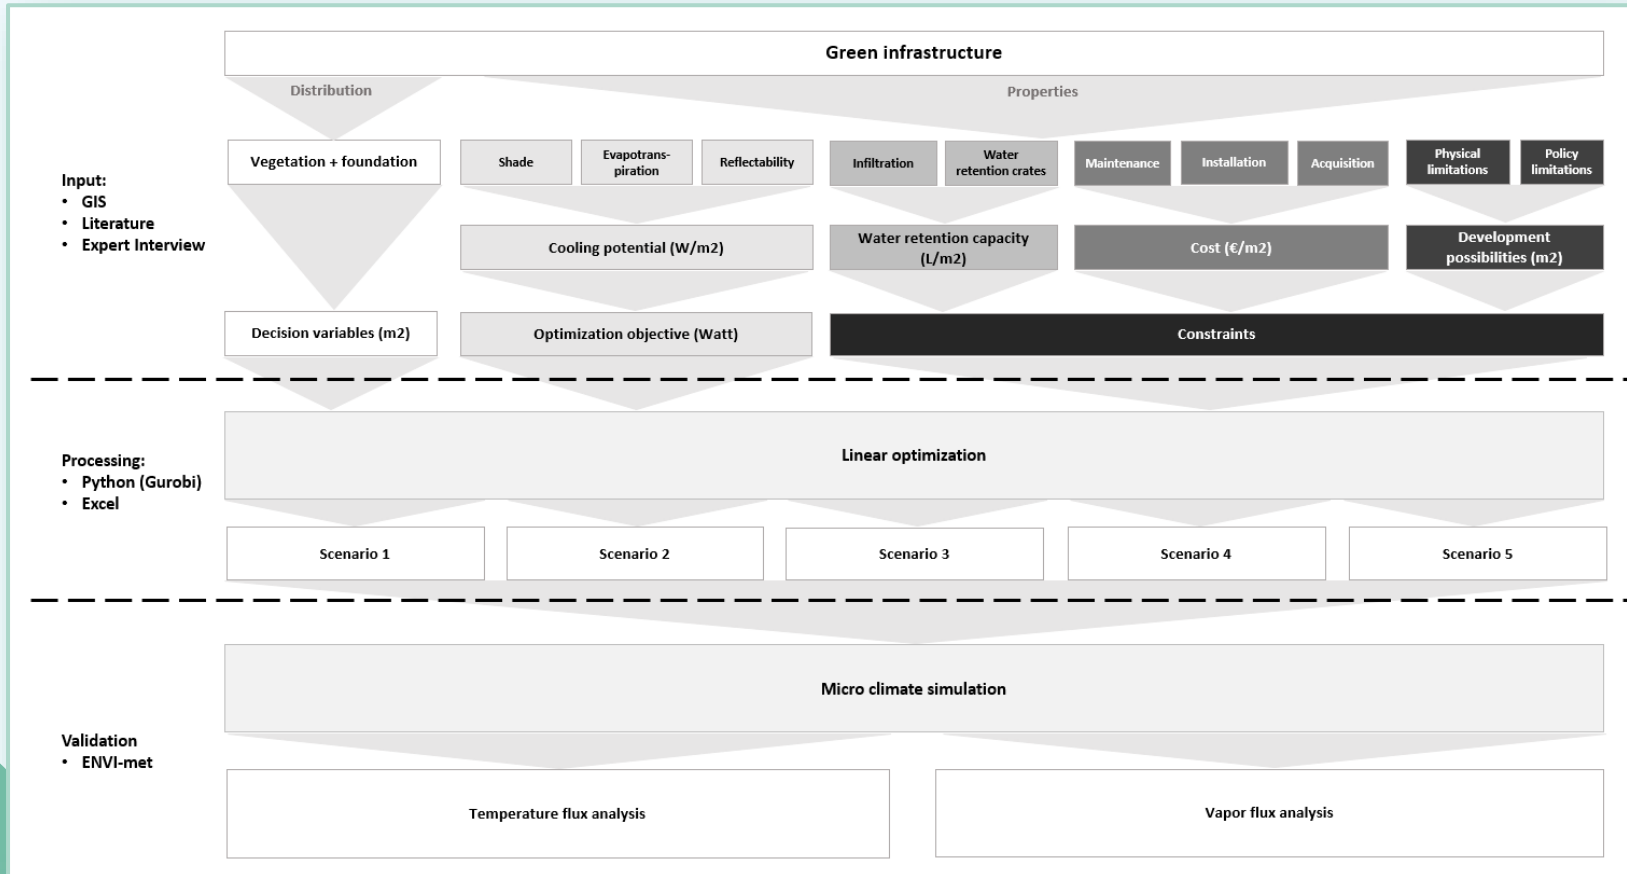 Green infrastructure
Distribution
Properties
Input:
• GIS
• Literature
• Expert Interview
Vegetation + foundation
Shade
Evapotrans-
piration
Reflectability
Infiltration
Water
retention crates
Maintenance
Installation
Acquisition
Physical
limitations
Policy
limitations
Cooling potential (W/m2)
Water retention capacity
(L/m2)
Cost (€/m2)
Development
possibilities (m2)
Decision variables (m2)
Optimization objective (Watt)
Constraints
Processing:
• Python (Gurobi)
• Excel
Linear optimization
Scenario 1
Scenario 2
Scenario 3
Scenario 4
Scenario 5
Validation
• ENVI-met
Micro climate simulation
Temperature flux analysis
Vapor flux analysis